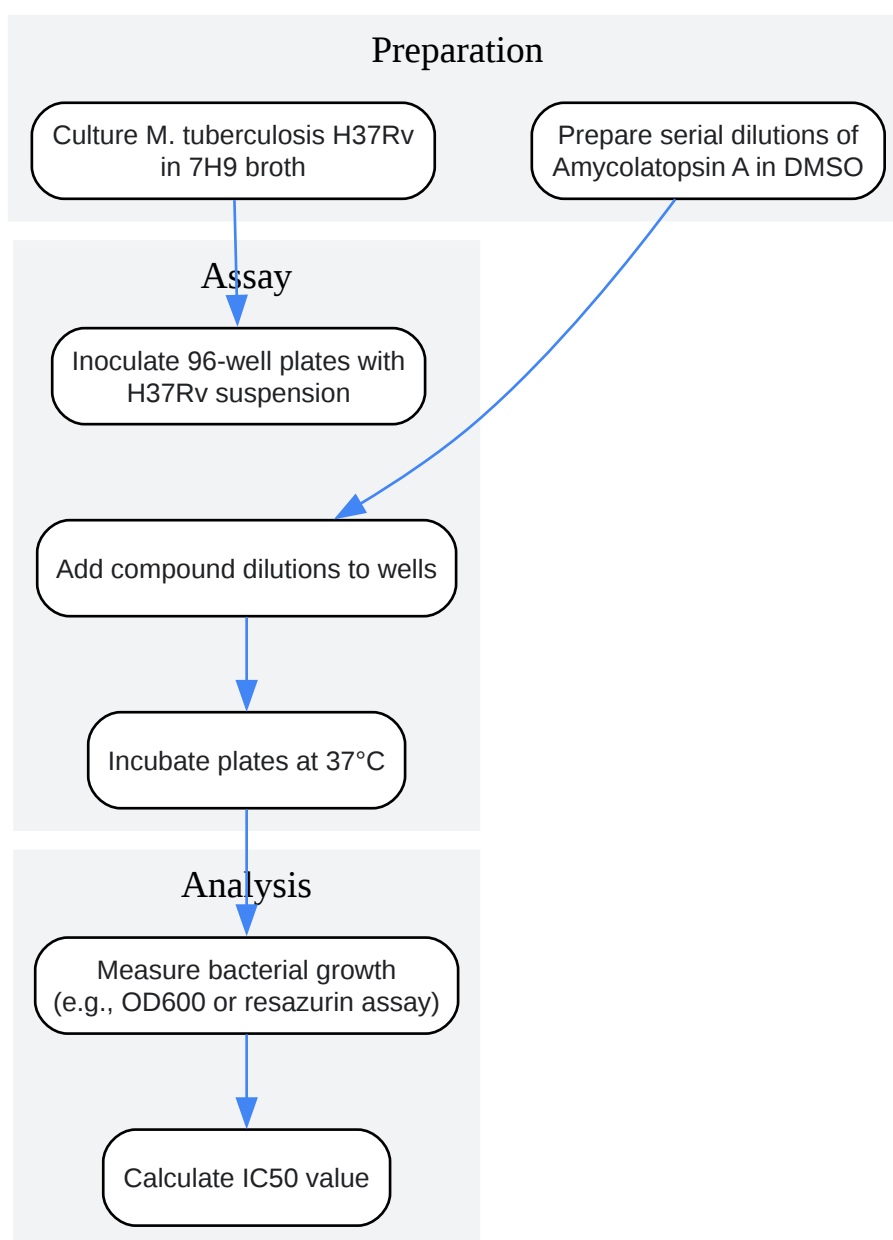 Preparation
Culture M. tuberculosis H37Rv
in 7H9 broth
Prepare serial dilutions of
Amycolatopsin A in DMSO
Assay
Inoculate 96-well plates with
H37Rv suspension
Add compound dilutions to wells
Incubate plates at 37°C
Analysis
Measure bacterial growth
(e.g., OD600 or resazurin assay)
Calculate IC50 value